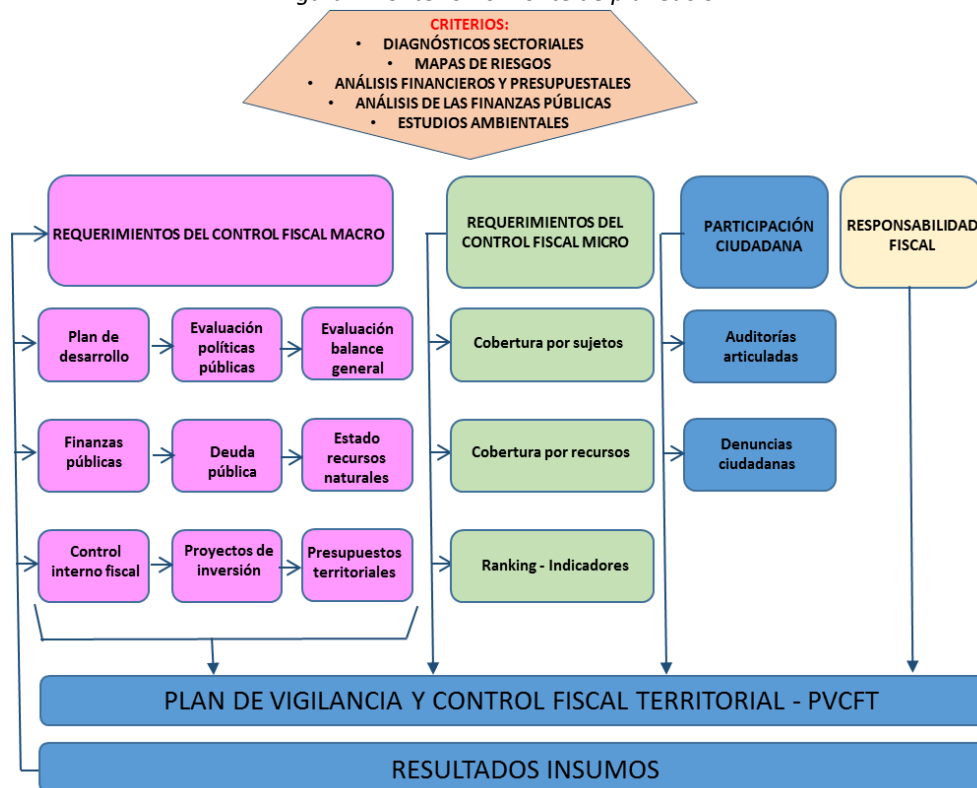 CRITERIOS:
• DIAGNÓSTICOS SECTORIALES
• MAPAS DE RIESGOS
• ANÁLISIS FINANCIEROS Y PRESUPUESTALES
• ANÁLISIS DE LAS FINANZAS PÚBLICAS
• ESTUDIOS AMBIENTALES
REQUERIMIENTOS DEL CONTROL FISCAL MACRO
REQUERIMIENTOS DEL
CONTROL FISCAL MICRO
PARTICIPACIÓN
CIUDADANA
RESPONSABILIDAD
FISCAL
Plan de
desarrollo
Evaluación
políticas
públicas
Evaluación
balance
general
Cobertura por sujetos
Auditorías
articuladas
Finanzas
públicas
Deuda
pública
Estado
recursos
naturales
Cobertura por recursos
Denuncias
ciudadanas
Control
interno fiscal
Proyectos de
inversión
Presupuestos
territoriales
Ranking - Indicadores
PLAN DE VIGILANCIA Y CONTROL FISCAL TERRITORIAL - PVCFT
RESULTADOS INSUMOS